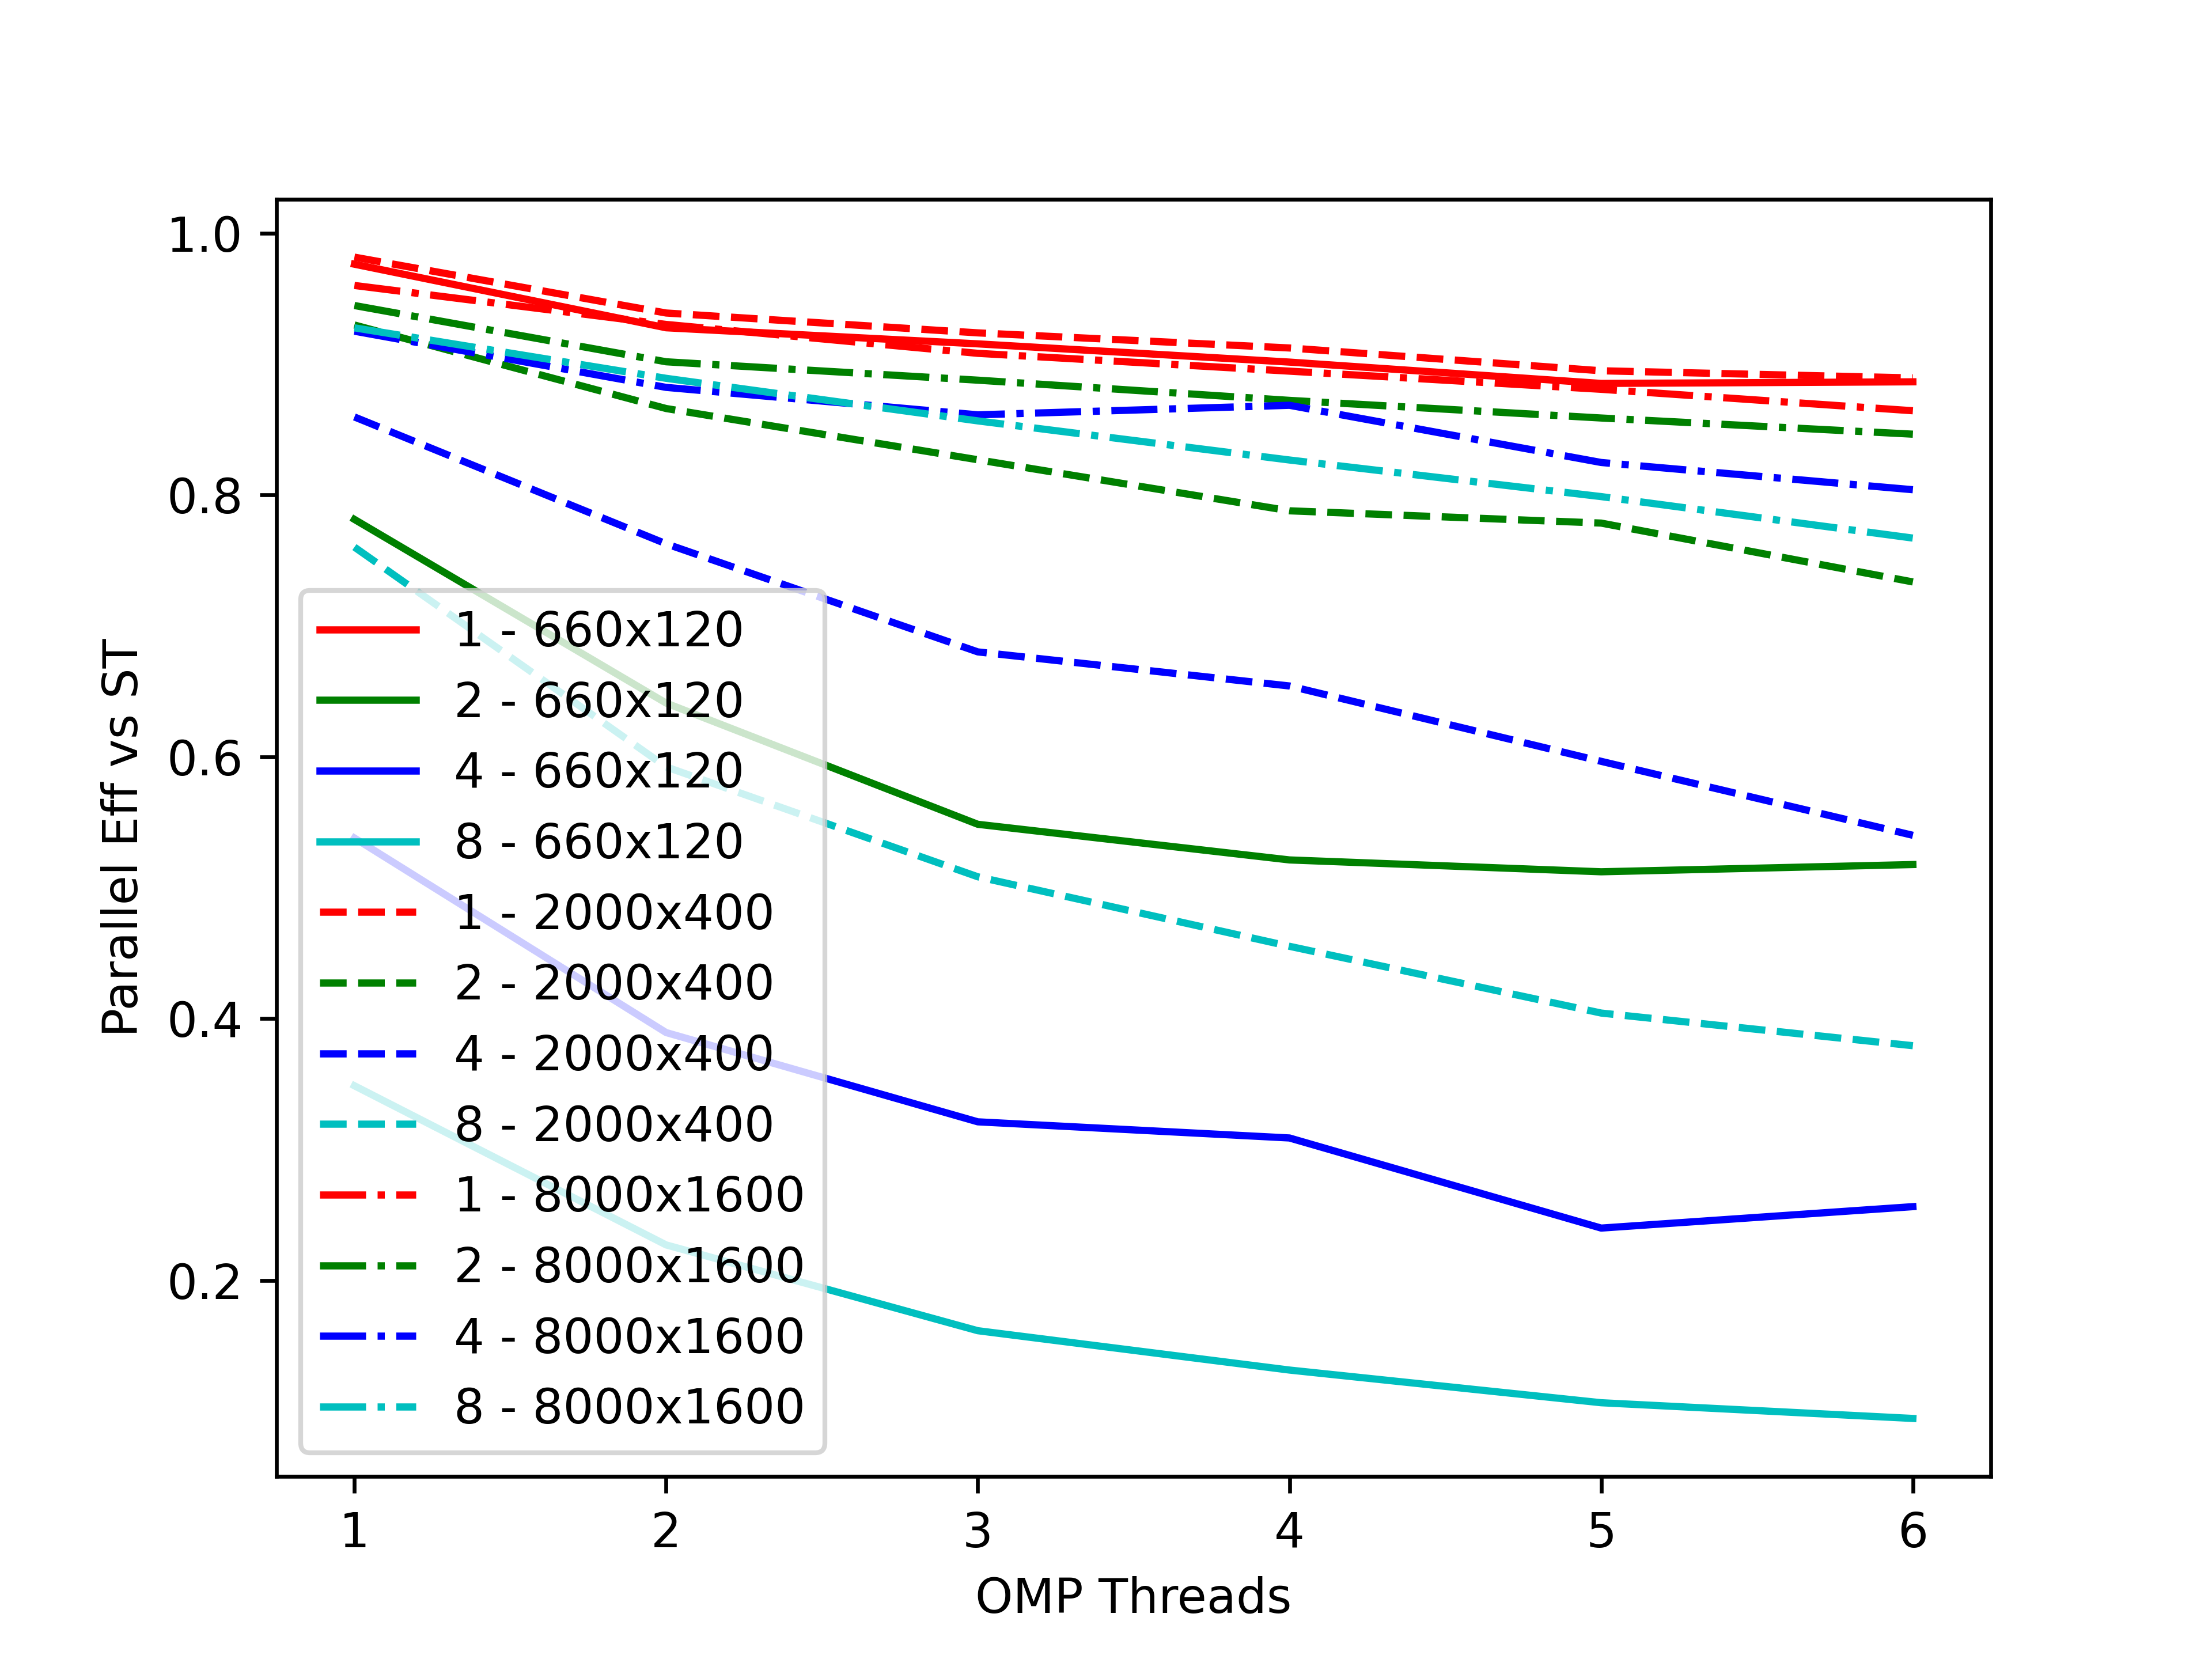 1.0
0.8
0.6
0.4
0.2
Parallel Eff vs ST
1 - 660x120
2 - 660x120
4 - 660x120
8 - 660x120
1 - 2000x400
2 - 2000x400
4 - 2000x400
8 - 2000x400
1 - 8000x1600
2 - 8000x1600
4 - 8000x1600
8 - 8000x1600
1 2 3 4 5 6
OMP Threads